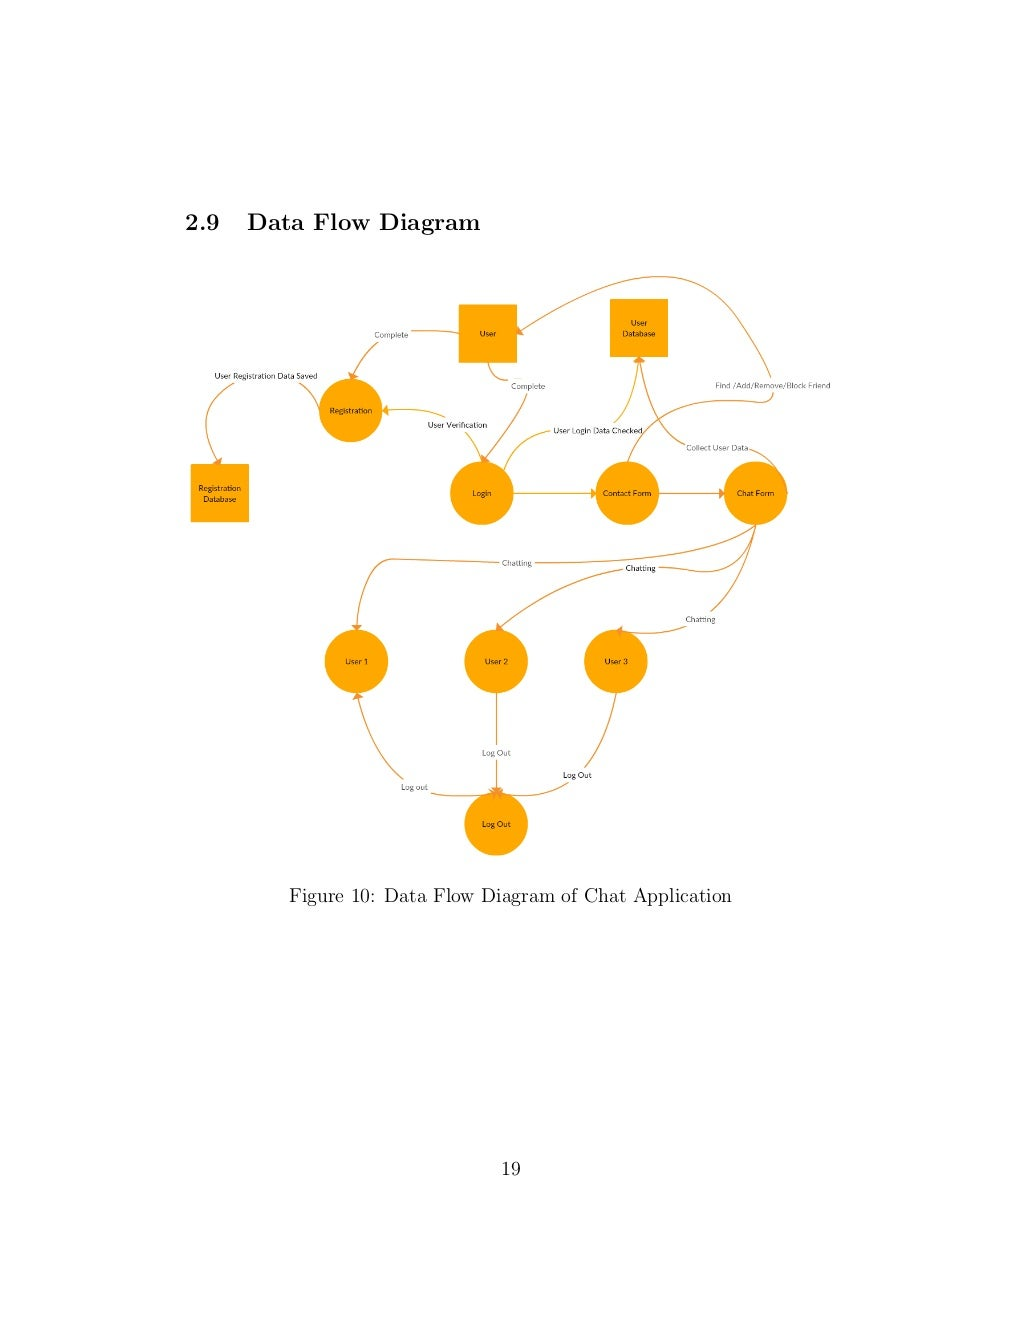 2.9 Data Flow Diagram
User
User
Database
Complete
User Registration Data Saved
Complete
Find /Add/Remove/Block Friend
Registration
User Verification
User Login Data Checked
Collect User Data
Registration
Database
Login
Contact Form
Chat Form
Chatting
Chatting
Chatting
User 1
User 2
User 3
Log Out
Log Out
Log out
Log Out
Figure 10: Data Flow Diagram of Chat Application
19